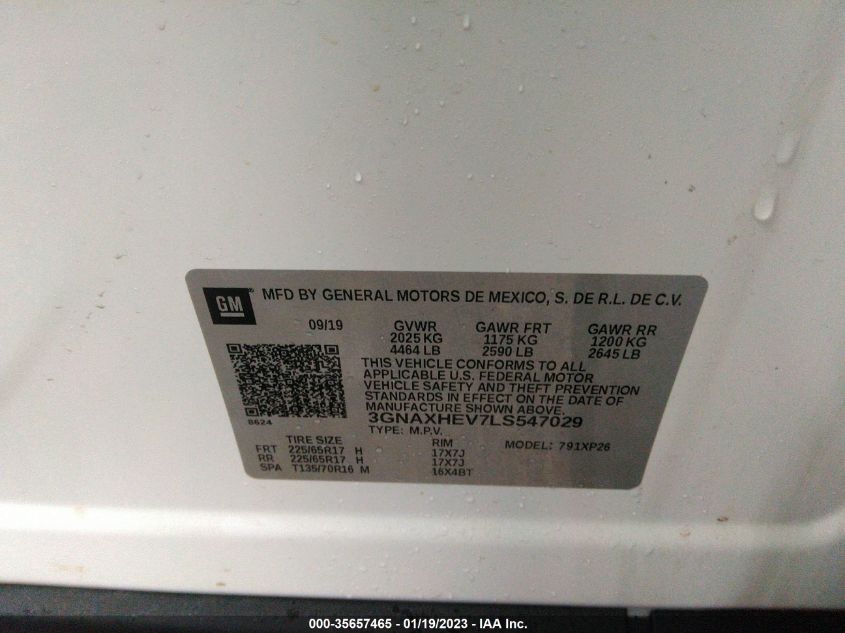 GM ® MFD BY GENERAL MOTORS DE MEXICO, S. DE R.L. DE C.V.
09/19 GVWR GAWR FRT GAWR RR
2025 KG 1175 KG 1200 KG
4464 LB 2590 LB 2645 LB
THIS VEHICLE CONFORMS TO ALL
APPLICABLE U.S. FEDERAL MOTOR
VEHICLE SAFETY AND THEFT PREVENTION
STANDARDS IN EFFECT ON THE DATE OF
MANUFACTURE SHOWN ABOVE.
8624 3GNAXHEV7LS547029
TYPE: M.P.V.
TIRE SIZE RIM MODEL: 791XP26
FRT 225/65R17 H 17X7J
RR 225/65R17 H 17X7J
SPA T135/70R16 M 16X4BT
000-35657465 - 01/19/2023 - IAA Inc.